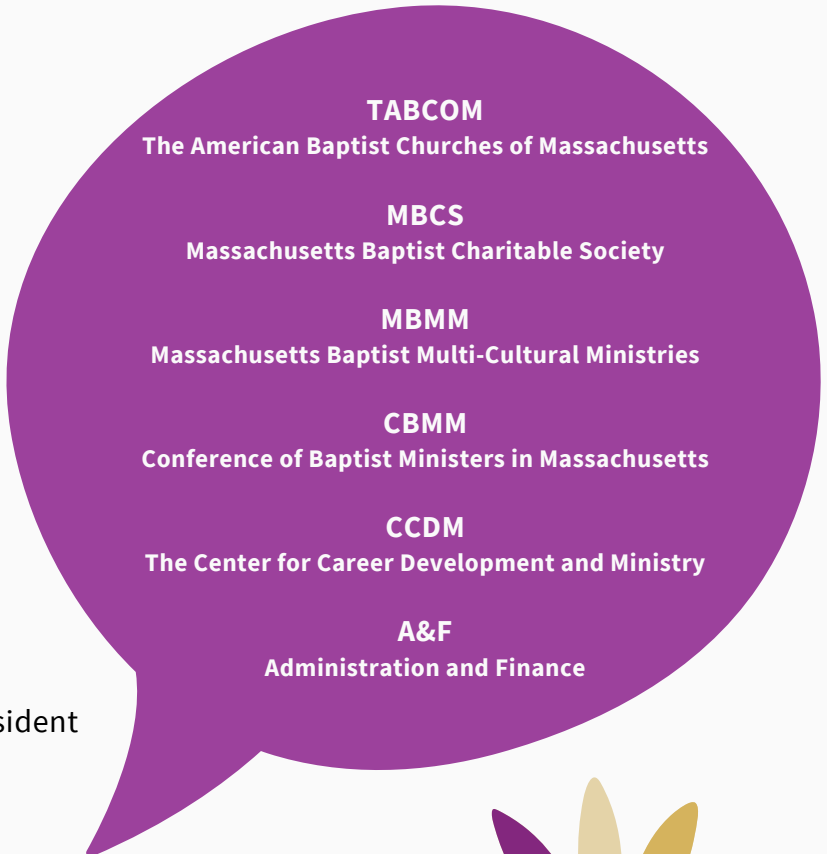 TABCOM
The American Baptist Churches of Massachusetts
MBCS
Massachusetts Baptist Charitable Society
MBMM
Massachusetts Baptist Multi-Cultural Ministries
CBMM
Conference of Baptist Ministers in Massachusetts
CCDM
The Center for Career Development and Ministry
A&F
Administration and Finance